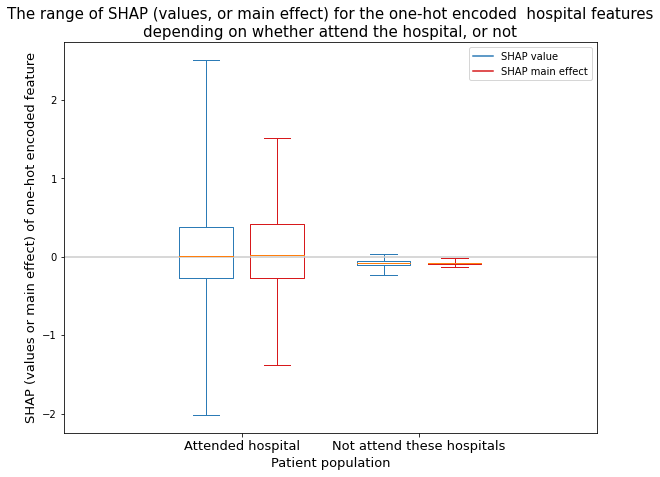 The range of SHAP (values, or main effect) for the one-hot encoded  hospital features
depending on whether attend the hospital, or not
SHAP value
SHAP main effect
SHAP (values or main effect) of one-hot encoded feature
2
1
0
−1
−2
Attended hospital
Not attend these hospitals
Patient population